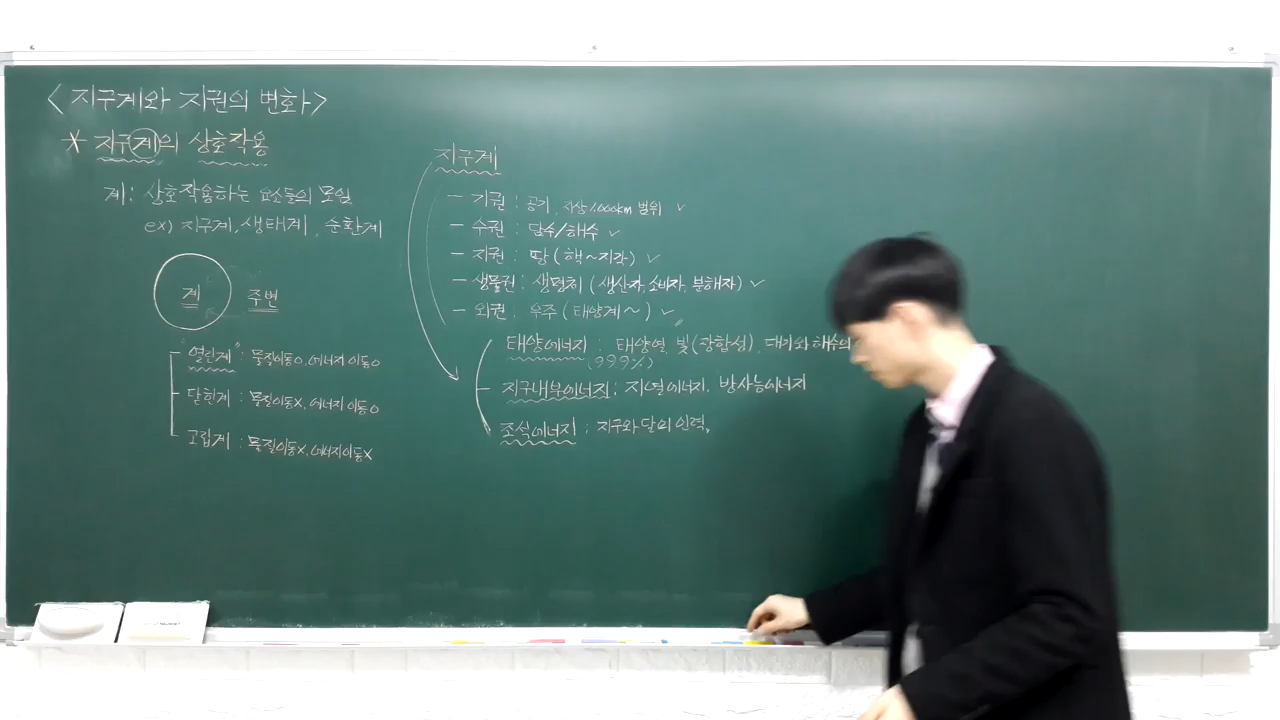 <지구계와 지권의 변화>
* 지구계의 상호작용
계: 상호작용하는 요소들의 모임
ex) 지구계, 생태계, 순환계
계 주변
"열린계": 물질이동o, 에너지 이동o
닫힌계: 물질이동x, 에너지 이동o
고립계: 물질이동x, 에너지이동x
지구계
- 기권: 공기, 지상1000km 범위 ✓
- 수권: 담수/해수 ✓
- 지권: 땅(핵~지각) ✓
- 생물권: 생명체 (생산자, 소비자, 분해자) ✓
- 외권: 우주 (태양계~) ✓
태양에너지: 태양열, 빛(광합성), 대기와 해수의
(99.9%)
지구내부에너지: 지열에너지, 방사능에너지
조석에너지: 지구와 달의 인력,